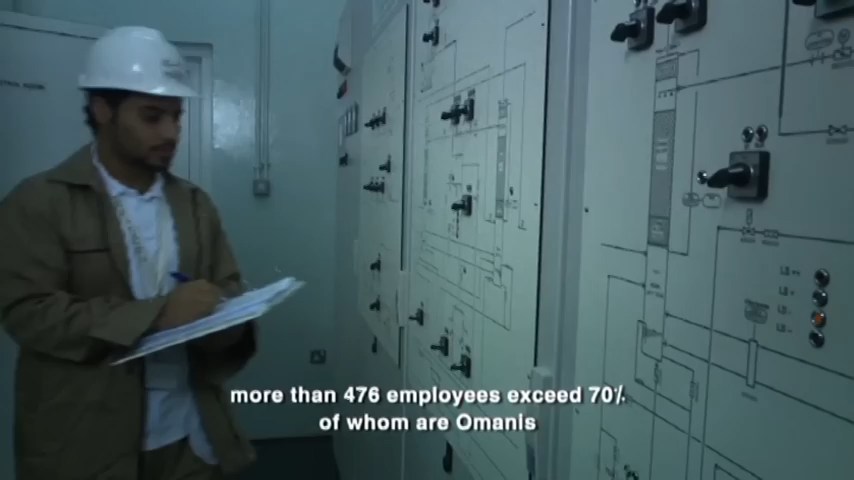 more than 476 employees exceed 70%
of whom are Omanis